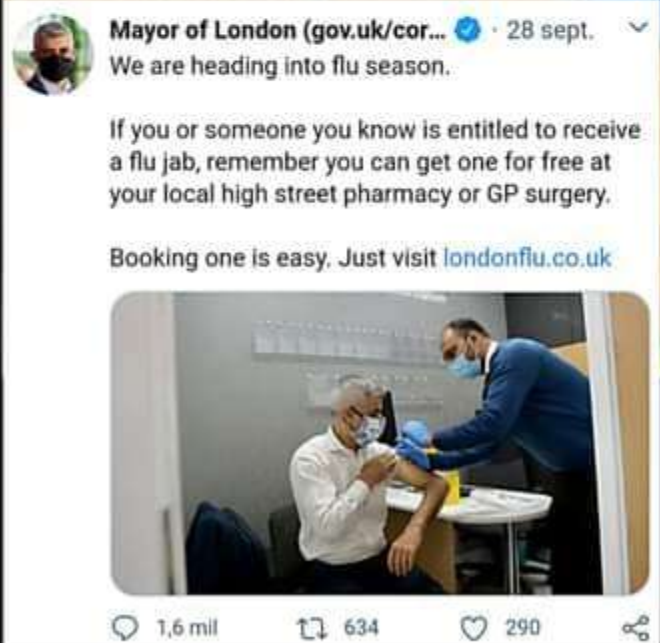 Mayor of London (gov.uk/cor... · 28 sept.
We are heading into flu season.
If you or someone you know is entitled to receive
a flu jab, remember you can get one for free at
your local high street pharmacy or GP surgery.
Booking one is easy. Just visit londonflu.co.uk
1,6 mil 634 290